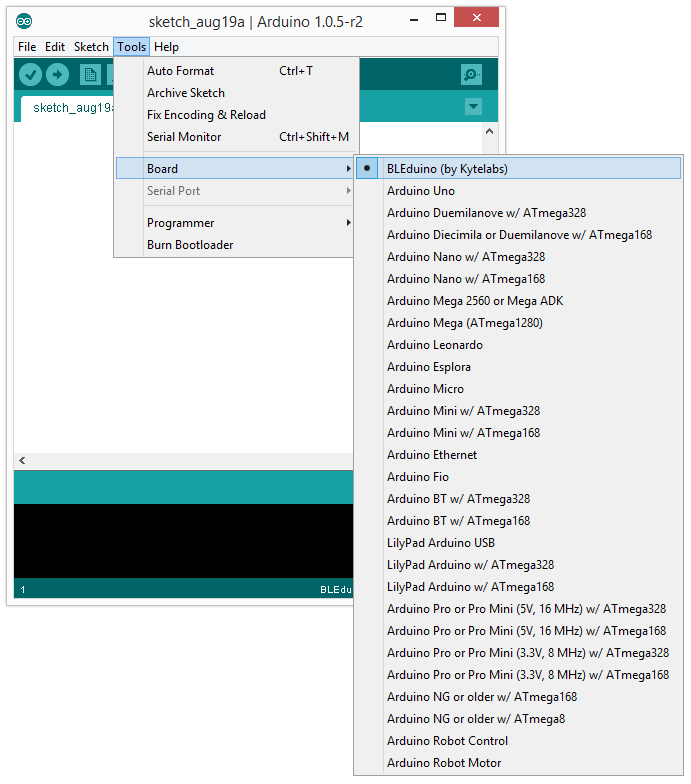 sketch_aug19a | Arduino 1.0.5-r2
File Edit Sketch Tools Help
sketch_aug19a
Auto Format Ctrl+T
Archive Sketch
Fix Encoding & Reload
Serial Monitor Ctrl+Shift+M
Board
Serial Port
Programmer
Burn Bootloader
BLEduino (by Kytelabs)
Arduino Uno
Arduino Duemilanove w/ ATmega328
Arduino Diecimila or Duemilanove w/ ATmega168
Arduino Nano w/ ATmega328
Arduino Nano w/ ATmega168
Arduino Mega 2560 or Mega ADK
Arduino Mega (ATmega1280)
Arduino Leonardo
Arduino Esplora
Arduino Micro
Arduino Mini w/ ATmega328
Arduino Mini w/ ATmega168
Arduino Ethernet
Arduino Fio
Arduino BT w/ ATmega328
Arduino BT w/ ATmega168
LilyPad Arduino USB
LilyPad Arduino w/ ATmega328
LilyPad Arduino w/ ATmega168
Arduino Pro or Pro Mini (5V, 16 MHz) w/ ATmega328
Arduino Pro or Pro Mini (5V, 16 MHz) w/ ATmega168
Arduino Pro or Pro Mini (3.3V, 8 MHz) w/ ATmega328
Arduino Pro or Pro Mini (3.3V, 8 MHz) w/ ATmega168
Arduino NG or older w/ ATmega168
Arduino NG or older w/ ATmega8
Arduino Robot Control
Arduino Robot Motor
1 BLEdu